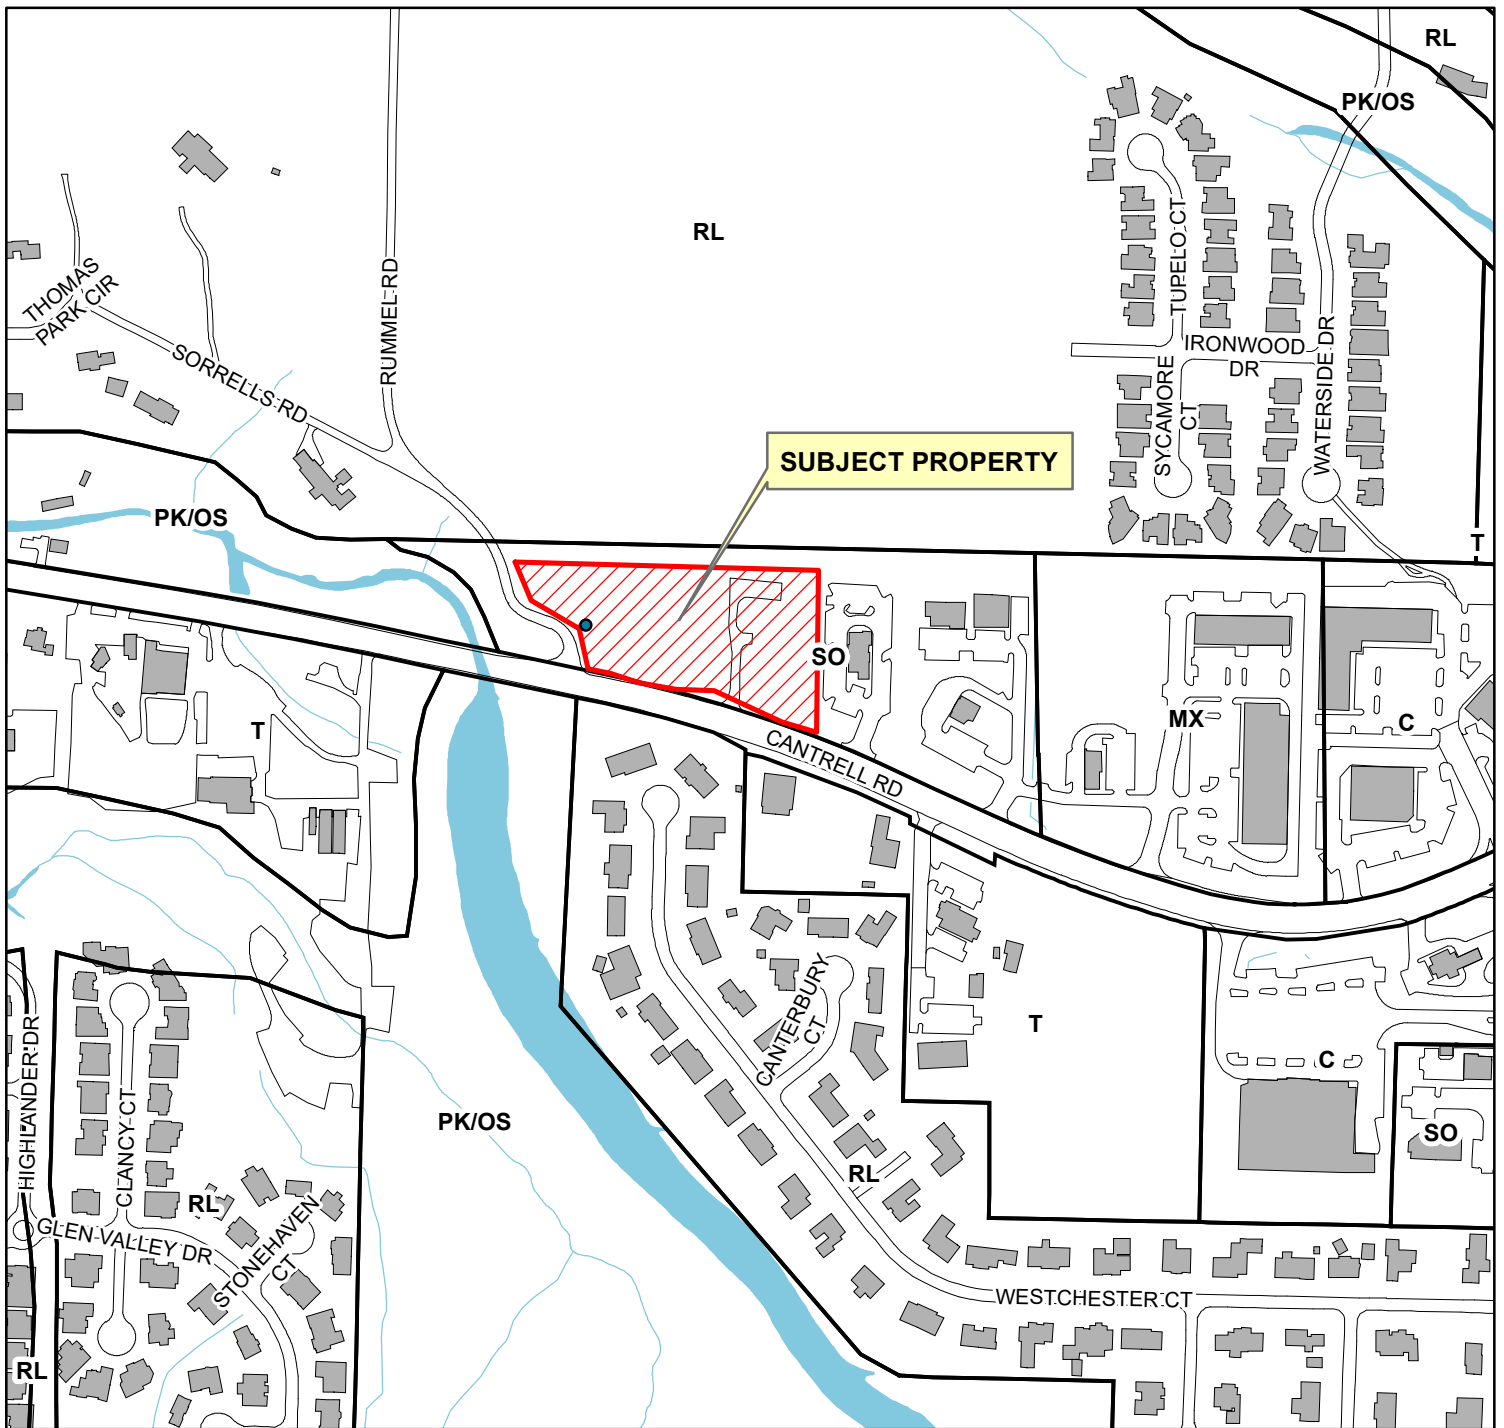 RL
PK/OS
RL
TUPELO CT
THOMAS
PARK CIR
RUMMEL RD
SORRELLS RD
IRONWOOD
DR
WATERSIDE DR
SYCAMORE
CT
SUBJECT PROPERTY
PK/OS
T
SO
T
MX
C
CANTRELL RD
CANTERBURY
CT
T
HIGHLANDER DR
CLANCY CT
C
PK/OS
SO
RL
RL
GLEN VALLEY DR
STONEHAVEN
CT
WESTCHESTER CT
RL